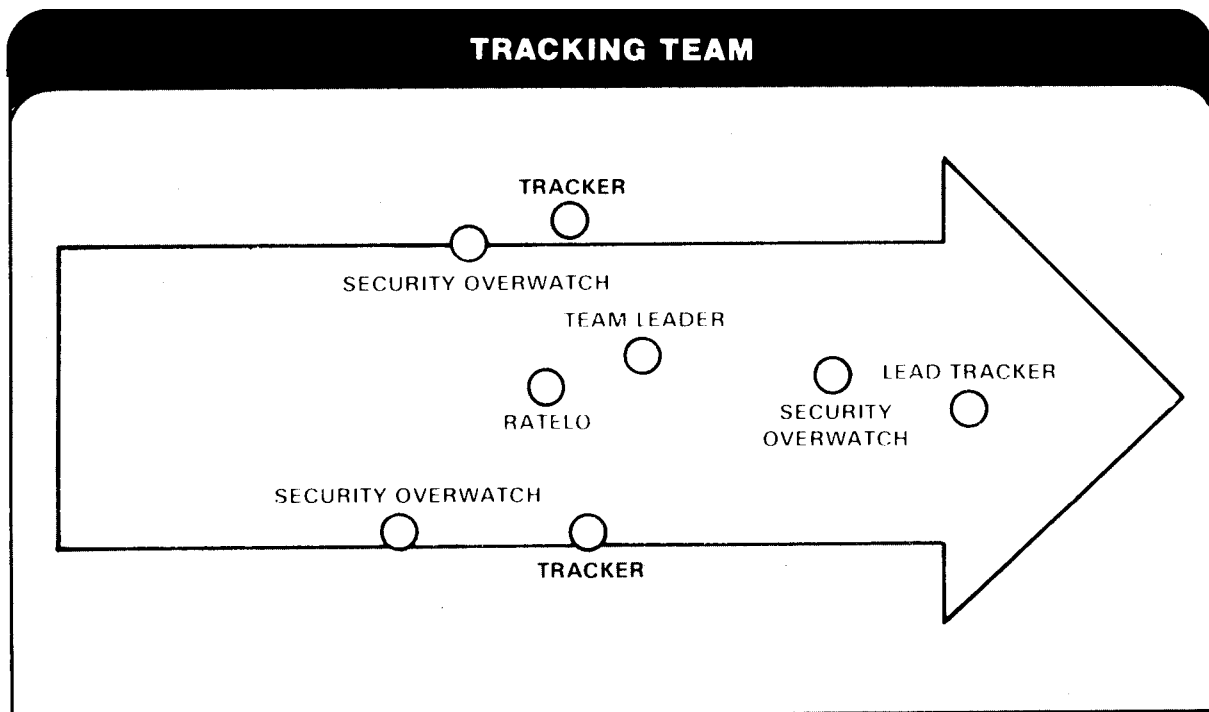 TRACKING TEAM
TRACKER
SECURITY OVERWATCH
TEAM LEADER
RATELO
LEAD TRACKER
SECURITY
OVERWATCH
SECURITY OVERWATCH
TRACKER